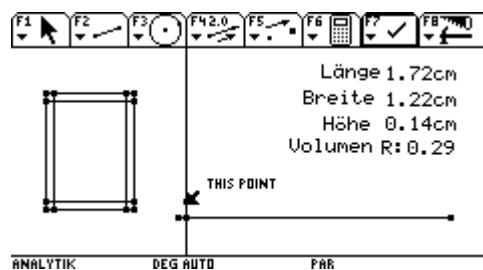 F1 F2 F3 F4 2.0 F5 F6 F7 F8
Länge 1.72cm
Breite 1.22cm
Höhe 0.14cm
Volumen R: 0.29
THIS POINT
ANALYTIK DEG AUTO PAR